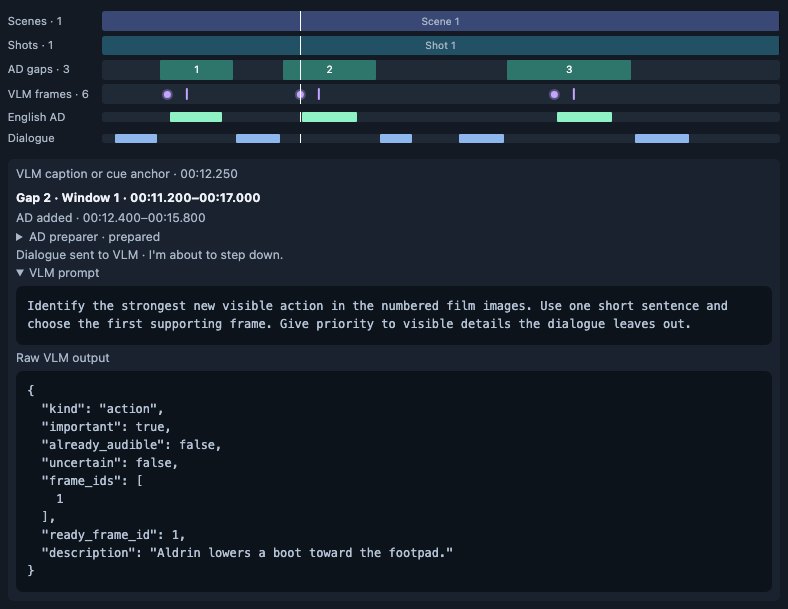 Scenes · 1
Scene 1
Shots · 1
Shot 1
AD gaps · 3
1
2
3
VLM frames · 6
English AD
Dialogue
VLM caption or cue anchor · 00:12.250
Gap 2 · Window 1 · 00:11.200–00:17.000
AD added · 00:12.400–00:15.800
▶ AD preparer · prepared
Dialogue sent to VLM · I'm about to step down.
▼ VLM prompt
Identify the strongest new visible action in the numbered film images. Use one short sentence and
choose the first supporting frame. Give priority to visible details the dialogue leaves out.
Raw VLM output
{
  "kind": "action",
  "important": true,
  "already_audible": false,
  "uncertain": false,
  "frame_ids": [
    1
  ],
  "ready_frame_id": 1,
  "description": "Aldrin lowers a boot toward the footpad."
}